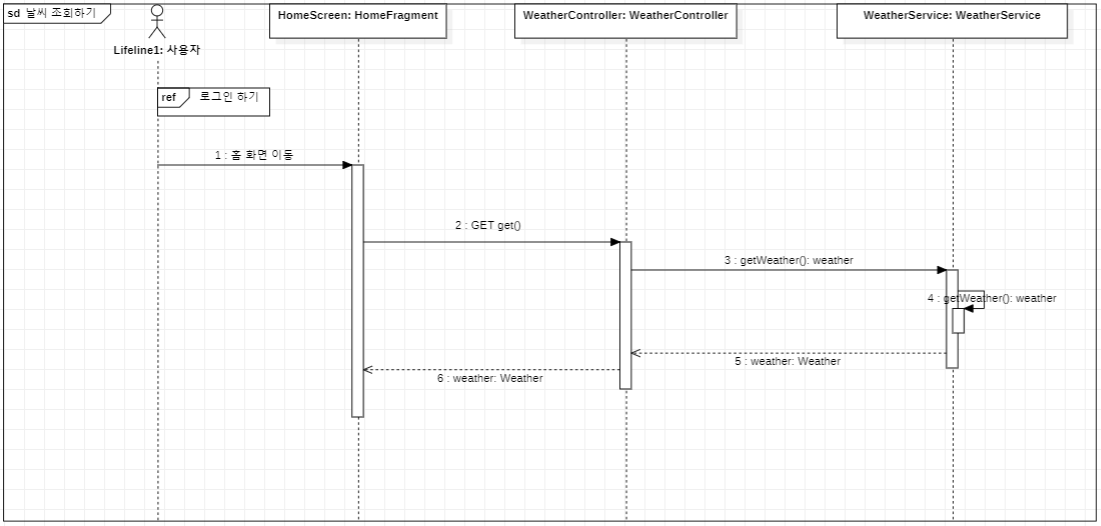 sd 날씨 조회하기
HomeScreen: HomeFragment
WeatherController: WeatherController
WeatherService: WeatherService
Lifeline1: 사용자
ref 로그인 하기
1 : 홈 화면 이동
2 : GET get()
3 : getWeather(): weather
4 : getWeather(): weather
5 : weather: Weather
6 : weather: Weather